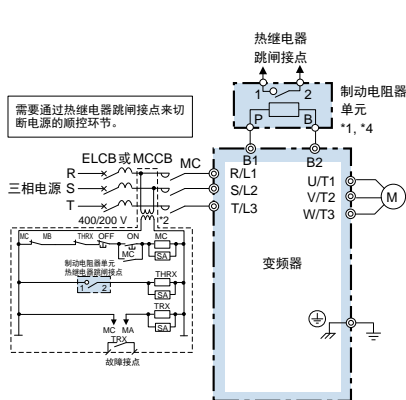 热继电器
跳闸接点
1 2
制动电阻器
单元
*1, *4
P B
需要通过热继电器跳闸接点来切
断电源的顺控环节。
ELCB或MCCB MC
B1 B2
R R/L1 U/T1
三相电源 S S/L2 V/T2 M
T T/L3 W/T3
400/200 V *2
MC MB THRX OFF ON MC
MC SA
制动电阻器单元
热继电器跳闸接点
1 2
THRX
SA
TRX
MC MA SA
TRX
故障接点
变频器